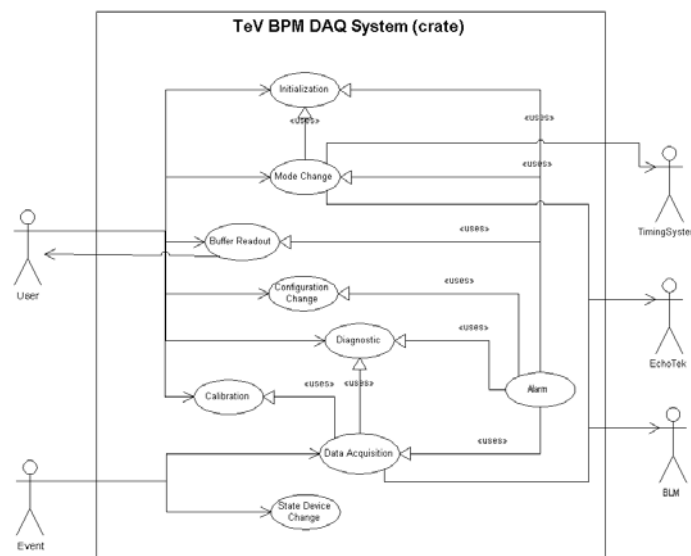 TeV BPM DAQ System (crate)
Initialization
«uses»
«uses»
Mode Change
«uses»
TimingSystem
User
Buffer Readout
«uses»
Configuration
Change
«uses»
EchoTek
Diagnostic
«uses»
Calibration
«uses»
«uses»
Alarm
Data Acquisition
«uses»
BLM
State Device
Change
Event